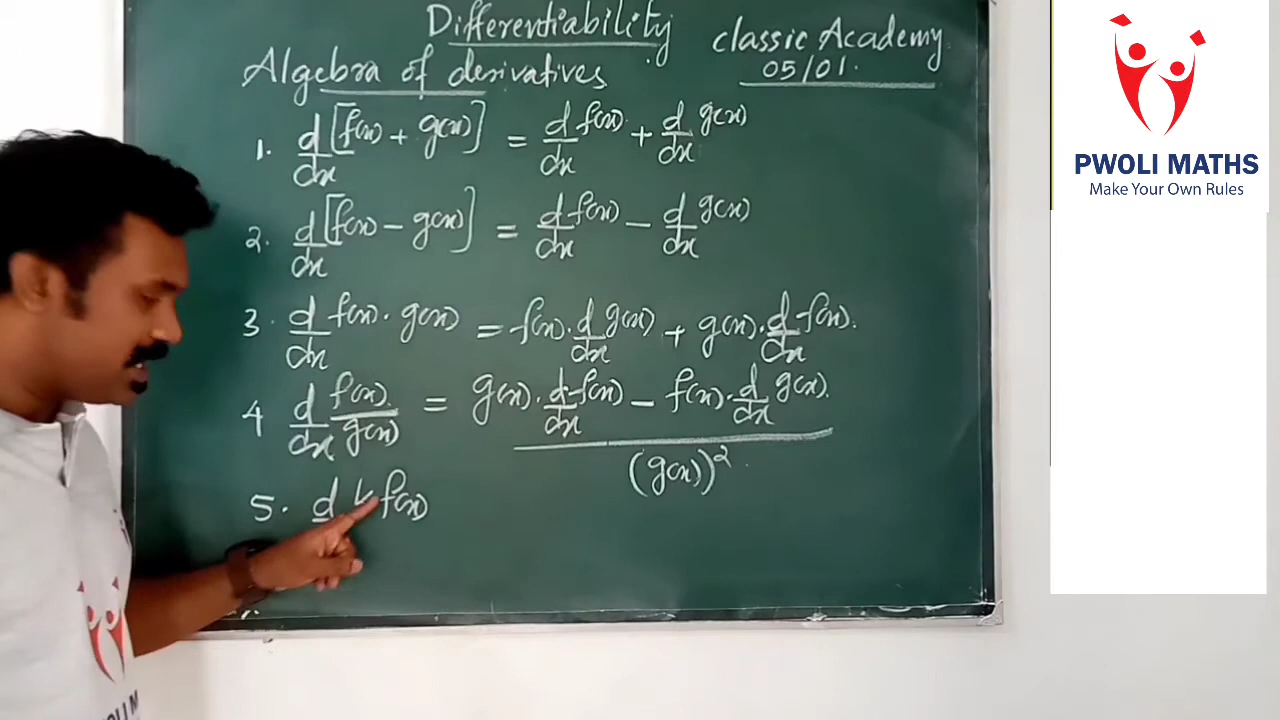 Differentiability
classic Academy
05/01.
Algebra of derivatives
1. d/dx [f(x) + g(x)] = d/dx f(x) + d/dx g(x)
2. d/dx [f(x) - g(x)] = d/dx f(x) - d/dx g(x)
3. d/dx f(x) · g(x) = f(x) · d/dx g(x) + g(x) · d/dx f(x).
4 d/dx f(x)/g(x) = g(x) · d/dx f(x) - f(x) · d/dx g(x). / (g(x))²
5. d f(x)
PWOLI MATHS
Make Your Own Rules